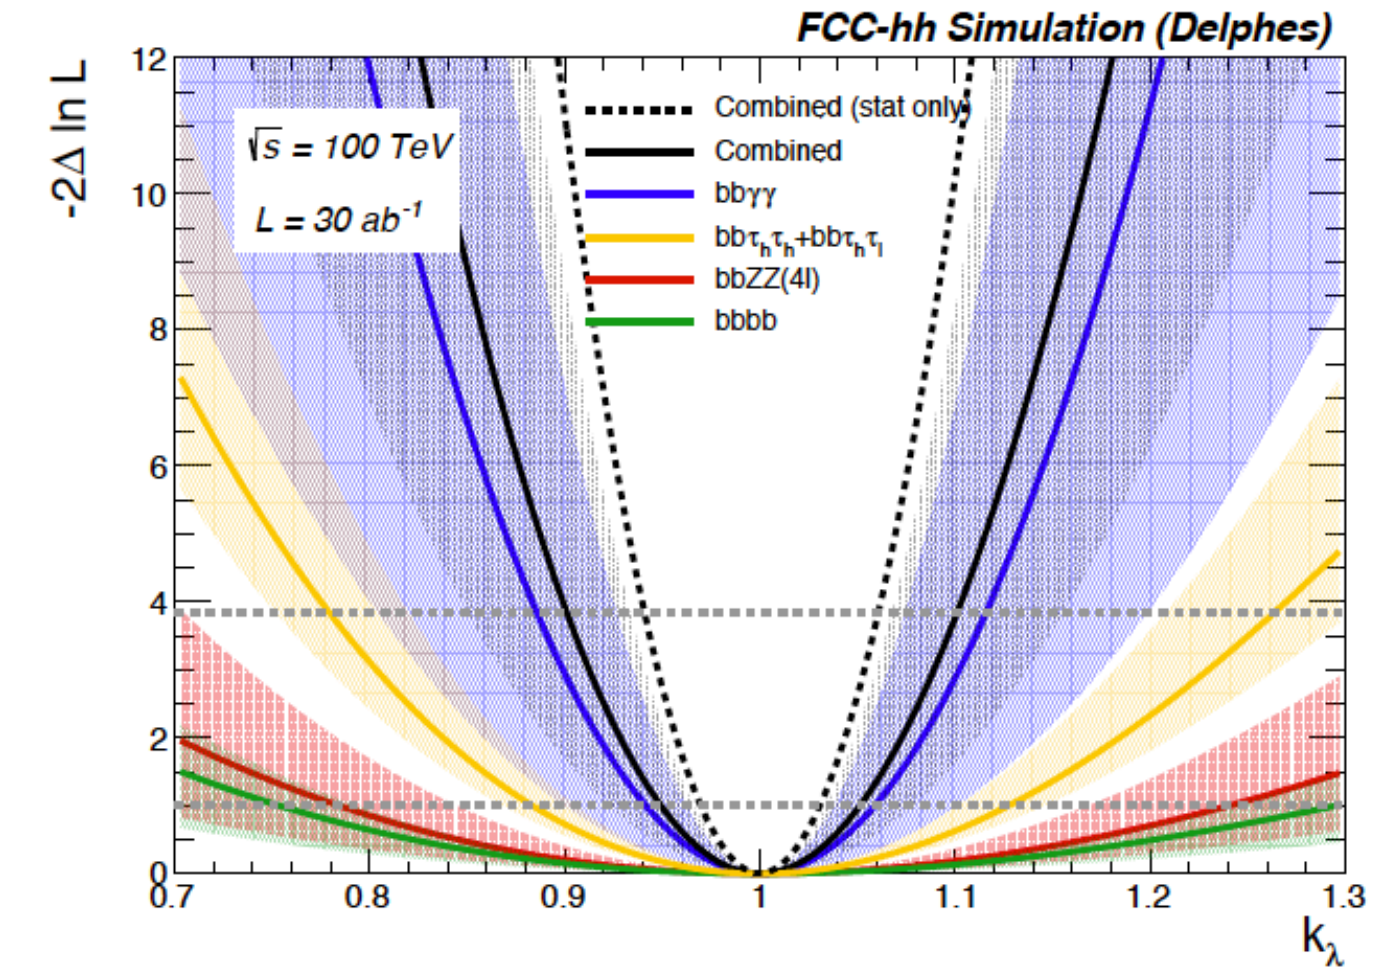 FCC-hh Simulation (Delphes)
-2Δ ln L
12
10
8
6
4
2
0
√s = 100 TeV
L = 30 ab⁻¹
Combined (stat only)
Combined
bbγγ
bbτₕτₕ+bbτₕτₗ
bbZZ(4l)
bbbb
0.7 0.8 0.9 1 1.1 1.2 1.3
k_λ